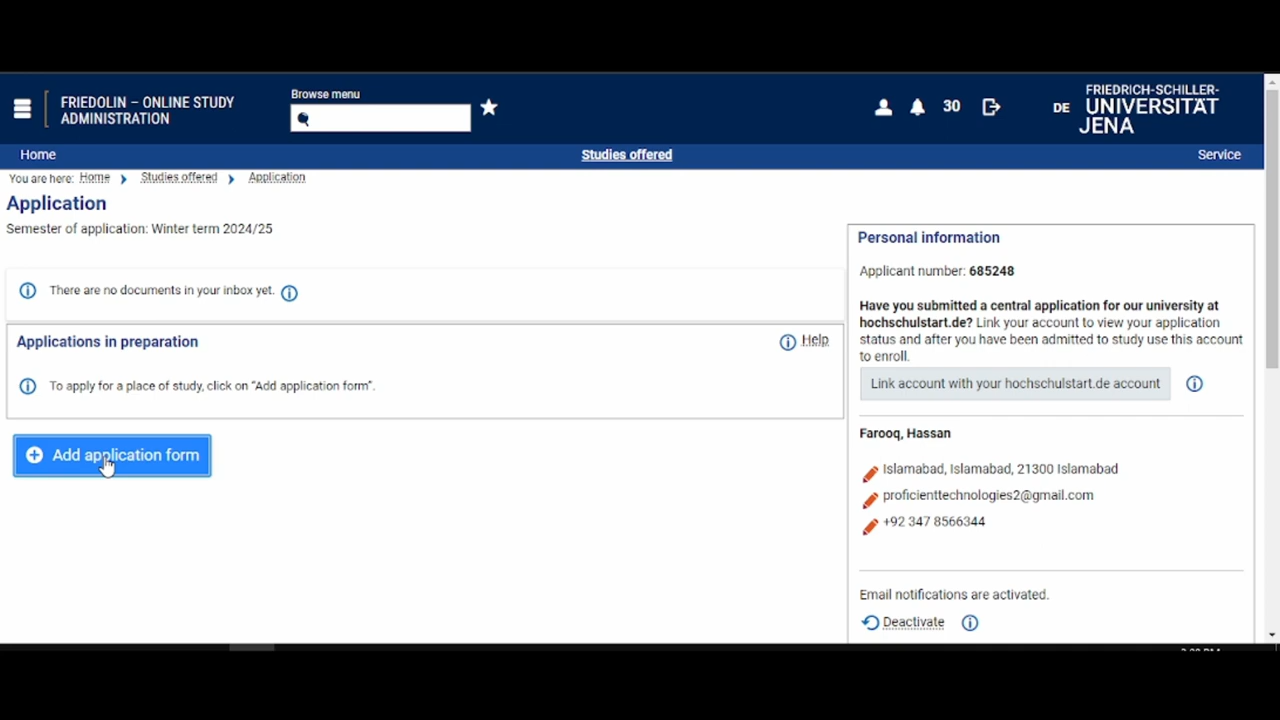 FRIEDOLIN – ONLINE STUDY
ADMINISTRATION
Browse menu
30
DE
FRIEDRICH-SCHILLER-
UNIVERSITÄT
JENA
Home
Studies offered
Service
You are here: Home Studies offered Application
Application
Semester of application: Winter term 2024/25
There are no documents in your inbox yet.
Applications in preparation
Help
To apply for a place of study, click on "Add application form".
Add application form
Personal information
Applicant number: 685248
Have you submitted a central application for our university at
hochschulstart.de? Link your account to view your application
status and after you have been admitted to study use this account
to enroll.
Link account with your hochschulstart.de account
Farooq, Hassan
Islamabad, Islamabad, 21300 Islamabad
proficienttechnologies2@gmail.com
+92 347 8566344
Email notifications are activated.
Deactivate